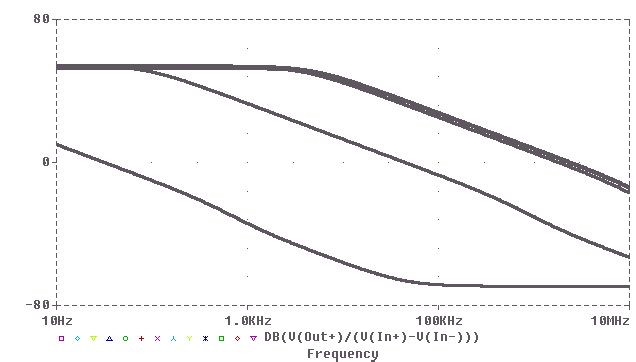 80
0
-80
10Hz 1.0KHz 100KHz 10MHz
DB(V(Out+)/(V(In+)-V(In-)))
Frequency